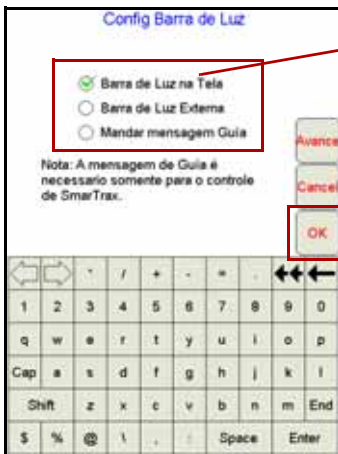 Config Barra de Luz
Barra de Luz na Tela
Barra de Luz Externa
Mandar mensagem Guia
Nota: A mensagem de Guia é
necessario somente para o controle
de SmarTrax.
Avance
Cancel
OK
1 2 3 4 5 6 7 8 9 0
q w e r t y u i o p
Cap a s d f g h j k l
Shift z x c v b n m End
$ % @ \ , : Space Enter